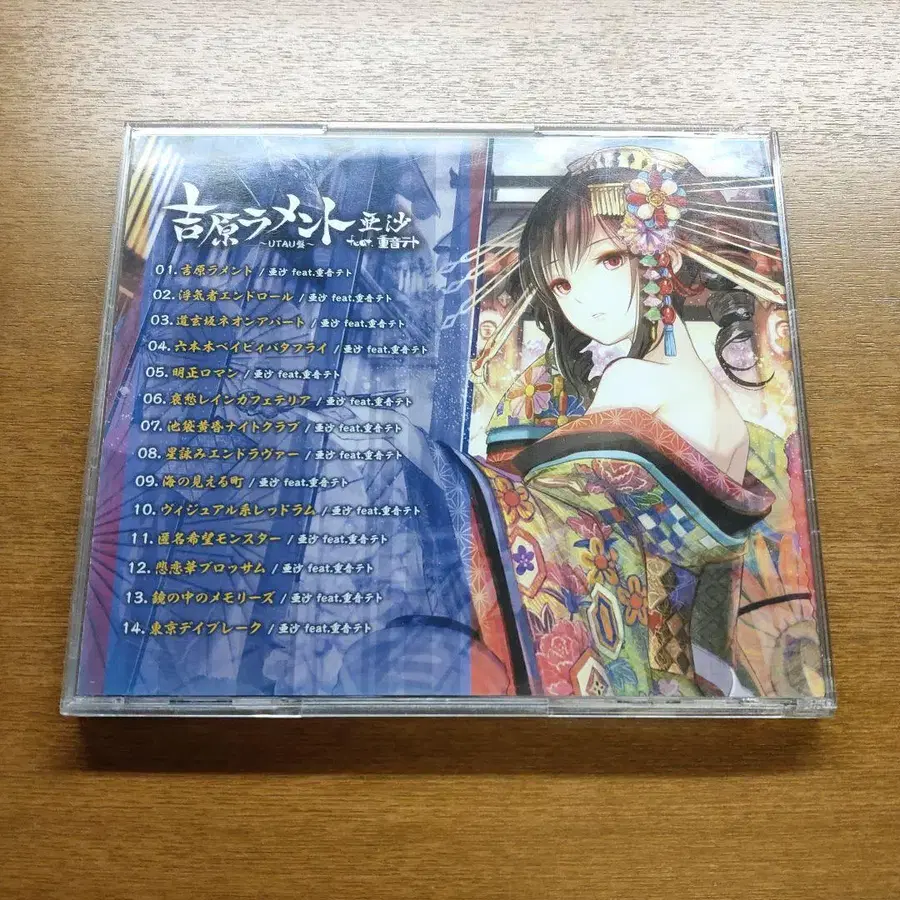 吉原ラメント 亜沙
～UTAU盤～ feat. 重音テト
01.吉原ラメント / 亜沙 feat.重音テト
02.浮気者エンドロール / 亜沙 feat.重音テト
03.道玄坂ネオンアパート / 亜沙 feat.重音テト
04.六本木ベイビィバタフライ / 亜沙 feat.重音テト
05.明正ロマン / 亜沙 feat.重音テト
06.哀愁レインカフェテリア / 亜沙 feat.重音テト
07.池袋黄昏ナイトクラブ / 亜沙 feat.重音テト
08.星詠みエンドラヴァー / 亜沙 feat.重音テト
09.海の見える町 / 亜沙 feat.重音テト
10.ヴィジュアル系レッドラム / 亜沙 feat.重音テト
11.匿名希望モンスター / 亜沙 feat.重音テト
12.悲恋華ブロッサム / 亜沙 feat.重音テト
13.鏡の中のメモリーズ / 亜沙 feat.重音テト
14.東京デイブレーク / 亜沙 feat.重音テト